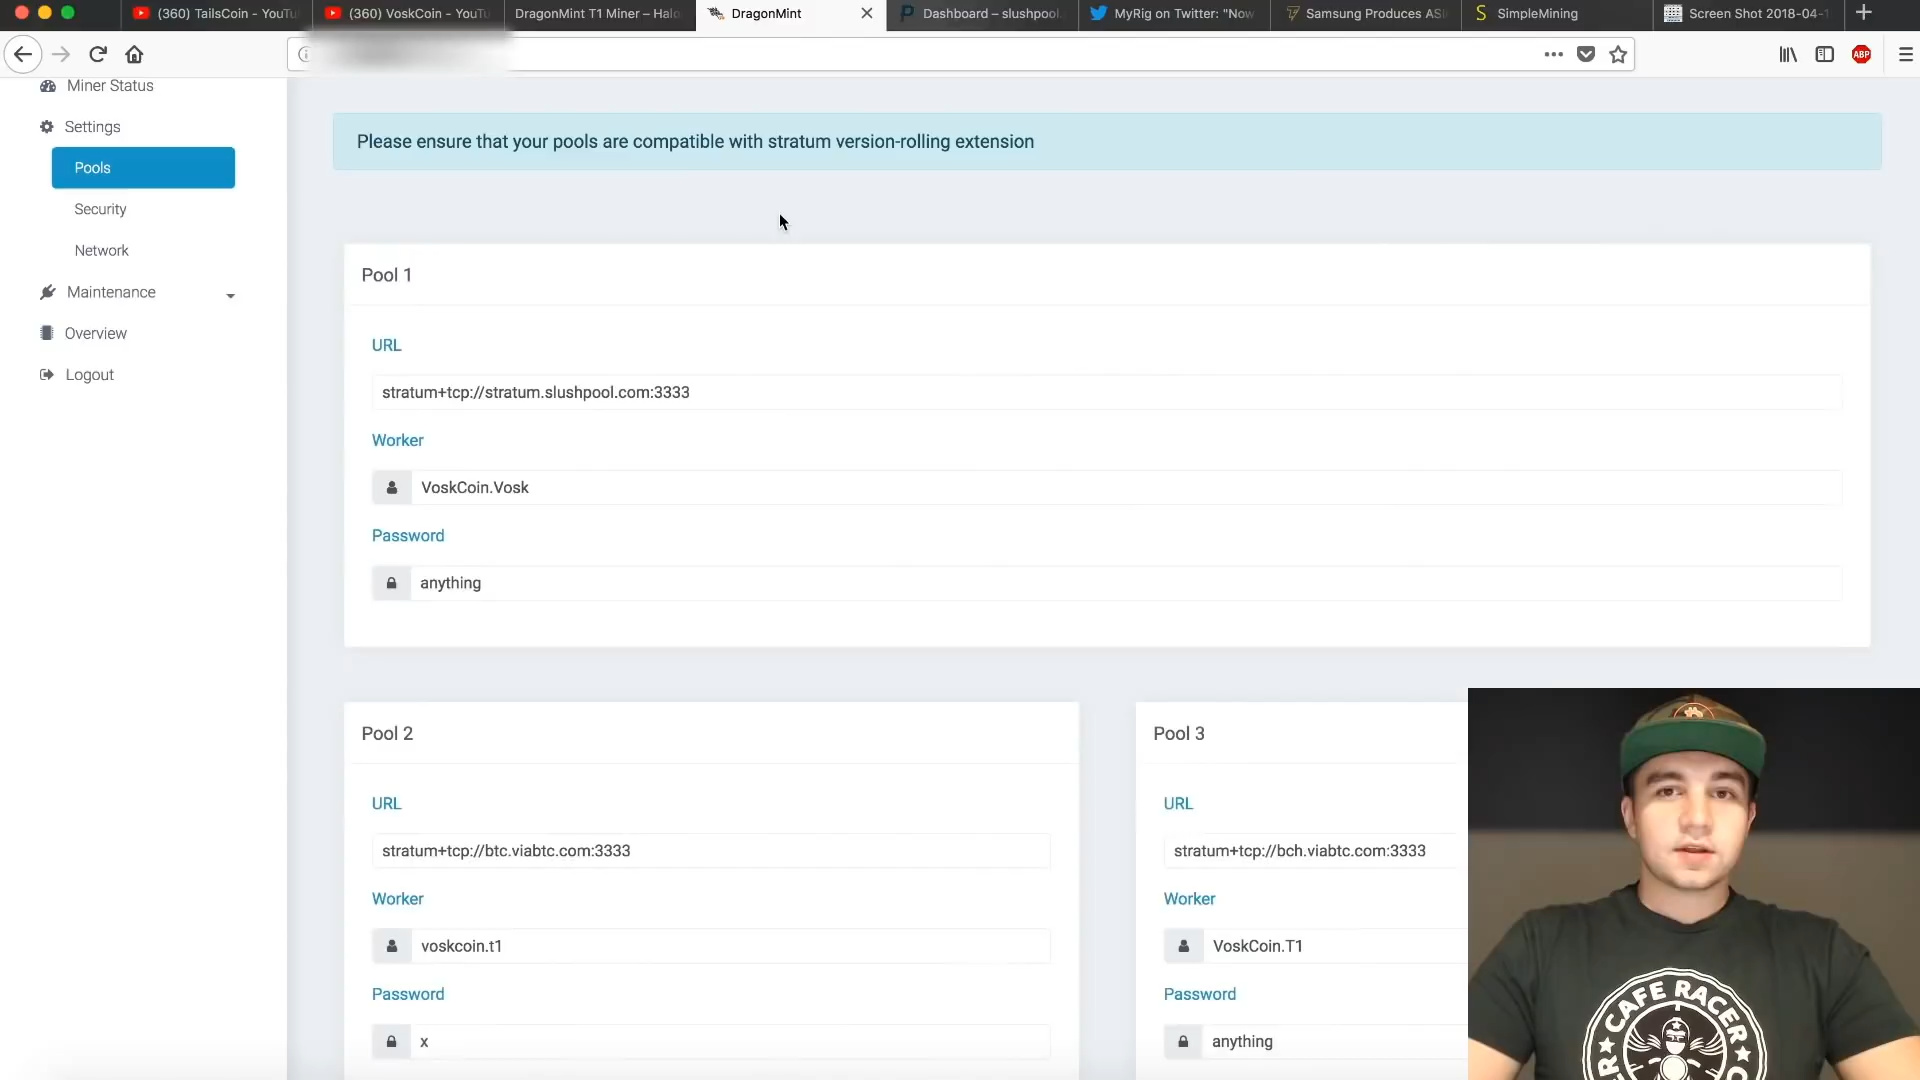 (360) TailsCoin - YouTu
(360) VoskCoin - YouTu
DragonMint T1 Miner – Halo
DragonMint
Dashboard – slushpool.
MyRig on Twitter: "Now
Samsung Produces ASI
SimpleMining
Screen Shot 2018-04-1
ABP
Miner Status
Settings
Pools
Security
Network
Maintenance
Overview
Logout
Please ensure that your pools are compatible with stratum version-rolling extension
Pool 1
URL
stratum+tcp://stratum.slushpool.com:3333
Worker
VoskCoin.Vosk
Password
anything
Pool 2
URL
stratum+tcp://btc.viabtc.com:3333
Worker
voskcoin.t1
Password
x
Pool 3
URL
stratum+tcp://bch.viabtc.com:3333
Worker
VoskCoin.T1
Password
anything
CAFE RACER